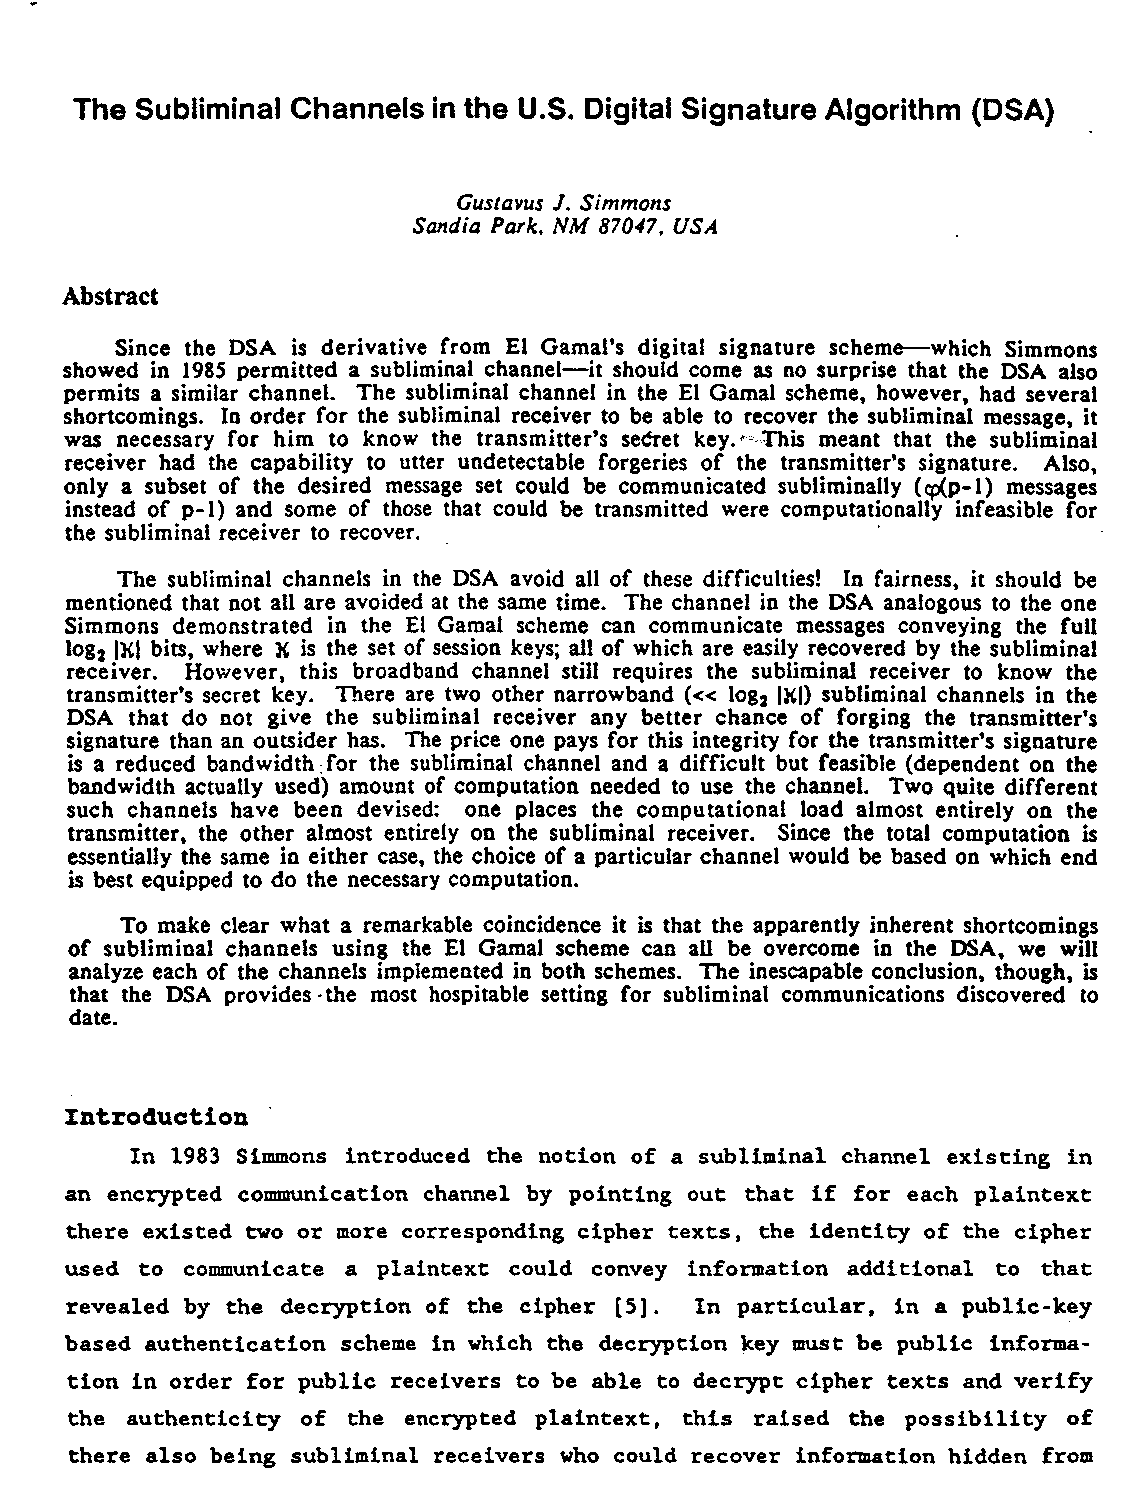 The Subliminal Channels in the U.S. Digital Signature Algorithm (DSA)
Gustavus J. Simmons
Sandia Park, NM 87047, USA
Abstract
Since the DSA is derivative from El Gamal's digital signature scheme—which Simmons
showed in 1985 permitted a subliminal channel—it should come as no surprise that the DSA also
permits a similar channel. The subliminal channel in the El Gamal scheme, however, had several
shortcomings. In order for the subliminal receiver to be able to recover the subliminal message, it
was necessary for him to know the transmitter's secret key. This meant that the subliminal
receiver had the capability to utter undetectable forgeries of the transmitter's signature. Also,
only a subset of the desired message set could be communicated subliminally (φ(p-1) messages
instead of p-1) and some of those that could be transmitted were computationally infeasible for
the subliminal receiver to recover.
The subliminal channels in the DSA avoid all of these difficulties! In fairness, it should be
mentioned that not all are avoided at the same time. The channel in the DSA analogous to the one
Simmons demonstrated in the El Gamal scheme can communicate messages conveying the full
log₂ |K| bits, where K is the set of session keys; all of which are easily recovered by the subliminal
receiver. However, this broadband channel still requires the subliminal receiver to know the
transmitter's secret key. There are two other narrowband (<< log₂ |K|) subliminal channels in the
DSA that do not give the subliminal receiver any better chance of forging the transmitter's
signature than an outsider has. The price one pays for this integrity for the transmitter's signature
is a reduced bandwidth for the subliminal channel and a difficult but feasible (dependent on the
bandwidth actually used) amount of computation needed to use the channel. Two quite different
such channels have been devised: one places the computational load almost entirely on the
transmitter, the other almost entirely on the subliminal receiver. Since the total computation is
essentially the same in either case, the choice of a particular channel would be based on which end
is best equipped to do the necessary computation.
To make clear what a remarkable coincidence it is that the apparently inherent shortcomings
of subliminal channels using the El Gamal scheme can all be overcome in the DSA, we will
analyze each of the channels implemented in both schemes. The inescapable conclusion, though, is
that the DSA provides the most hospitable setting for subliminal communications discovered to
date.
Introduction
In 1983 Simmons introduced the notion of a subliminal channel existing in
an encrypted communication channel by pointing out that if for each plaintext
there existed two or more corresponding cipher texts, the identity of the cipher
used to communicate a plaintext could convey information additional to that
revealed by the decryption of the cipher [5]. In particular, in a public-key
based authentication scheme in which the decryption key must be public informa-
tion in order for public receivers to be able to decrypt cipher texts and verify
the authenticity of the encrypted plaintext, this raised the possibility of
there also being subliminal receivers who could recover information hidden from